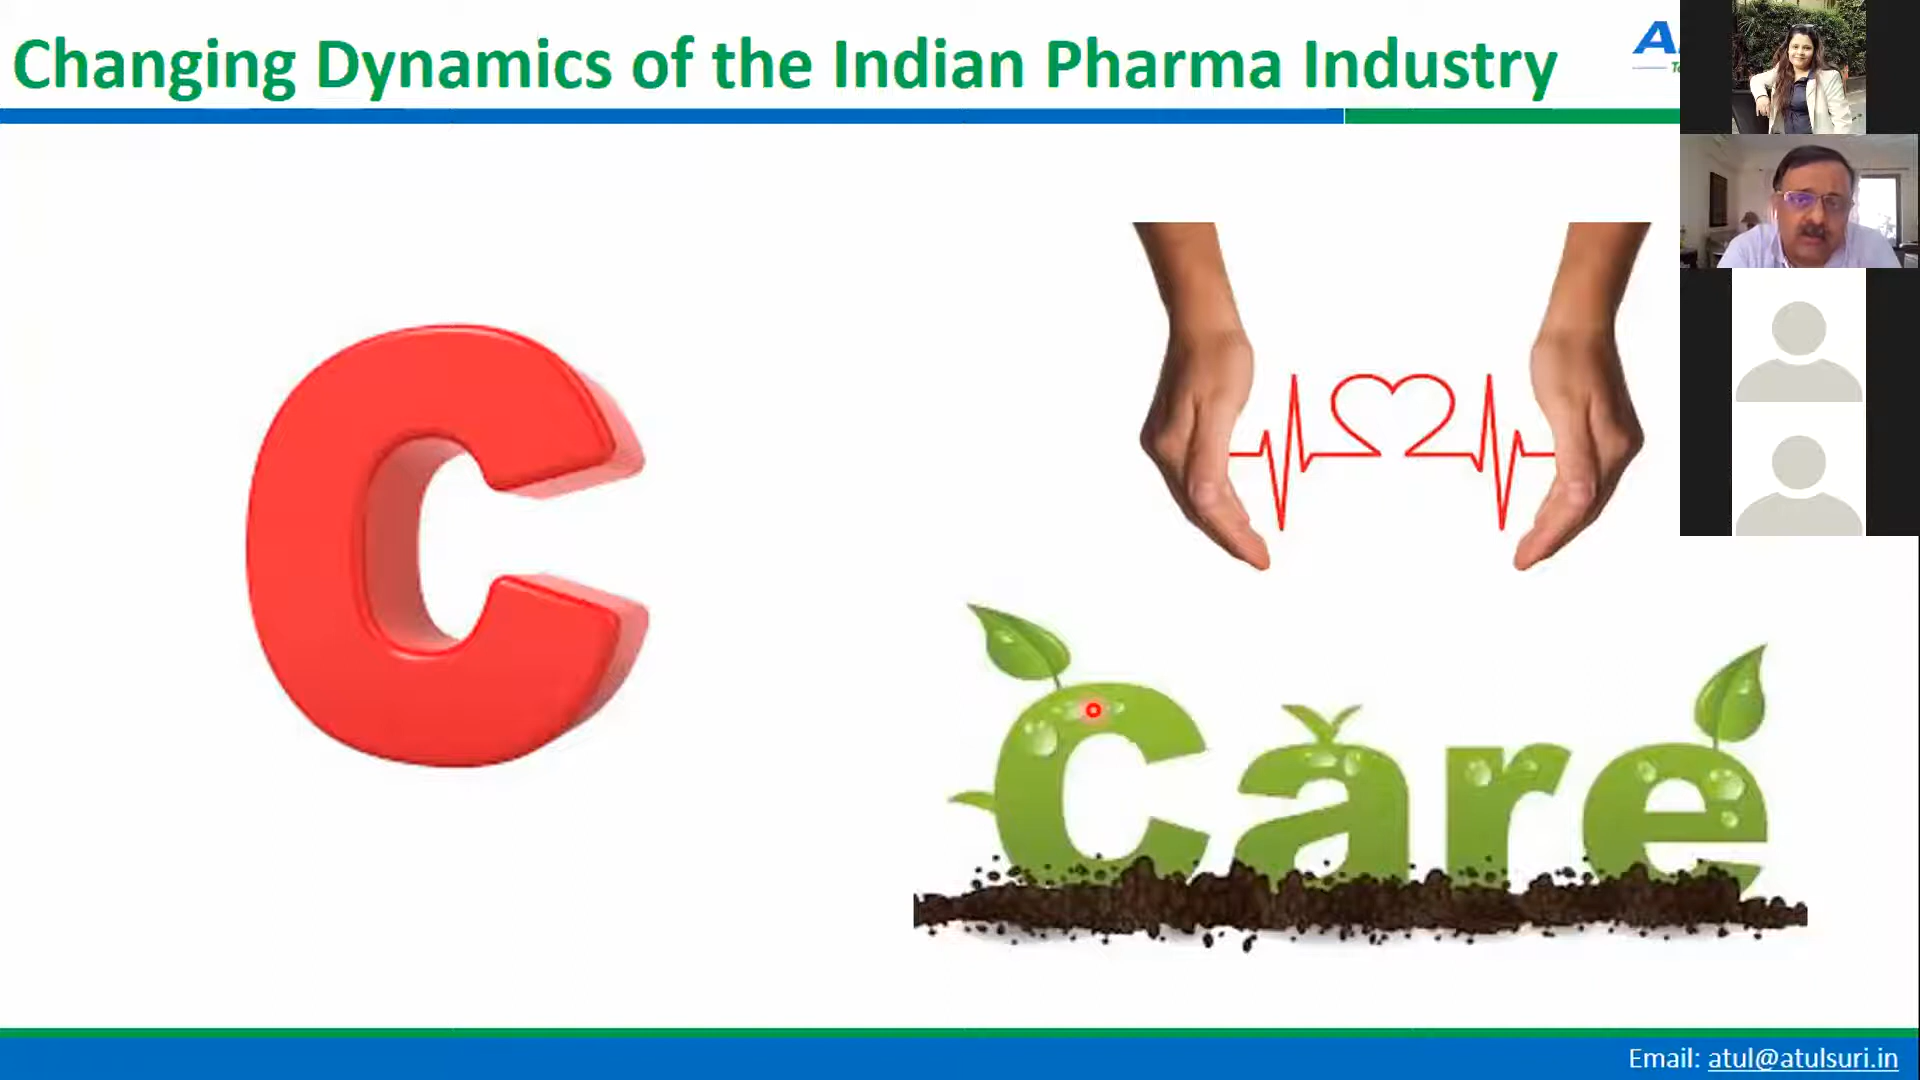 Changing Dynamics of the Indian Pharma Industry
C
Care
Email: atul@atulsuri.in